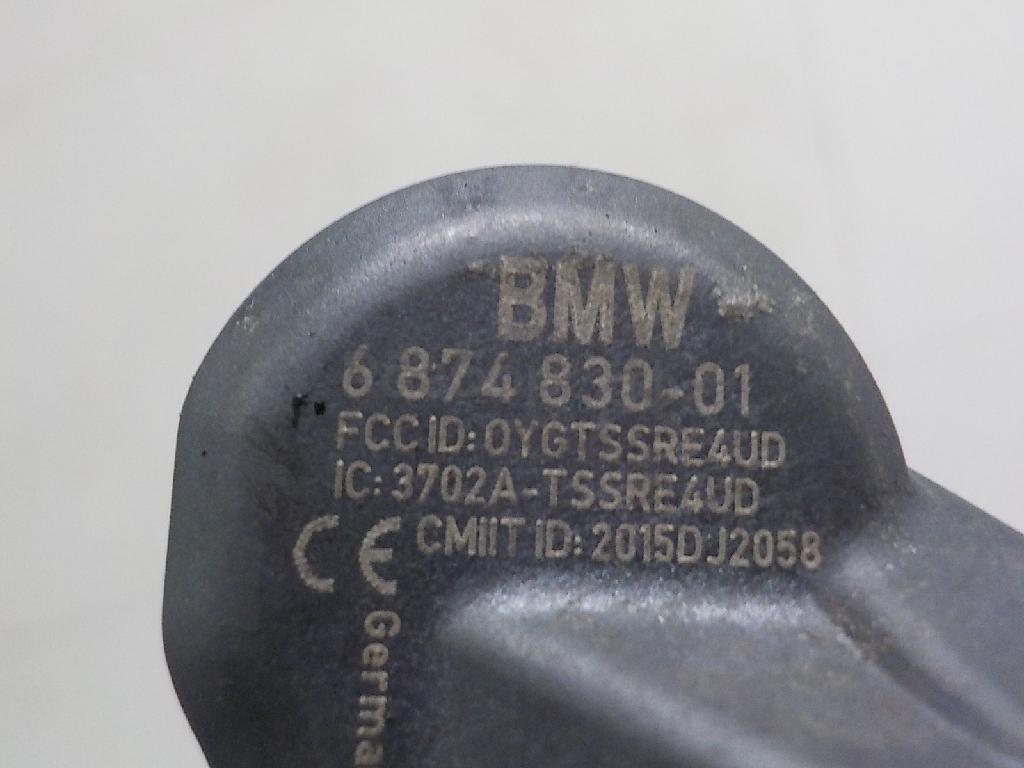 BMW
6 874 830-01
FCC ID: OYGTSSRE4UD
IC: 3702A-TSSRE4UD
CE CMIIT ID: 2015DJ2058
Germa